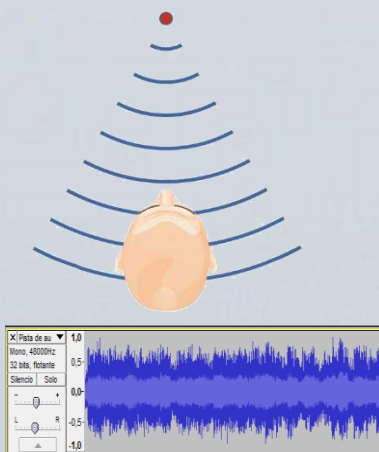 X Pista de au ▼
Mono, 48000Hz
32 bits, flotante
Silencio Solo
- +
L R
1,0
0,5-
0,0-
-0,5-
-1,0